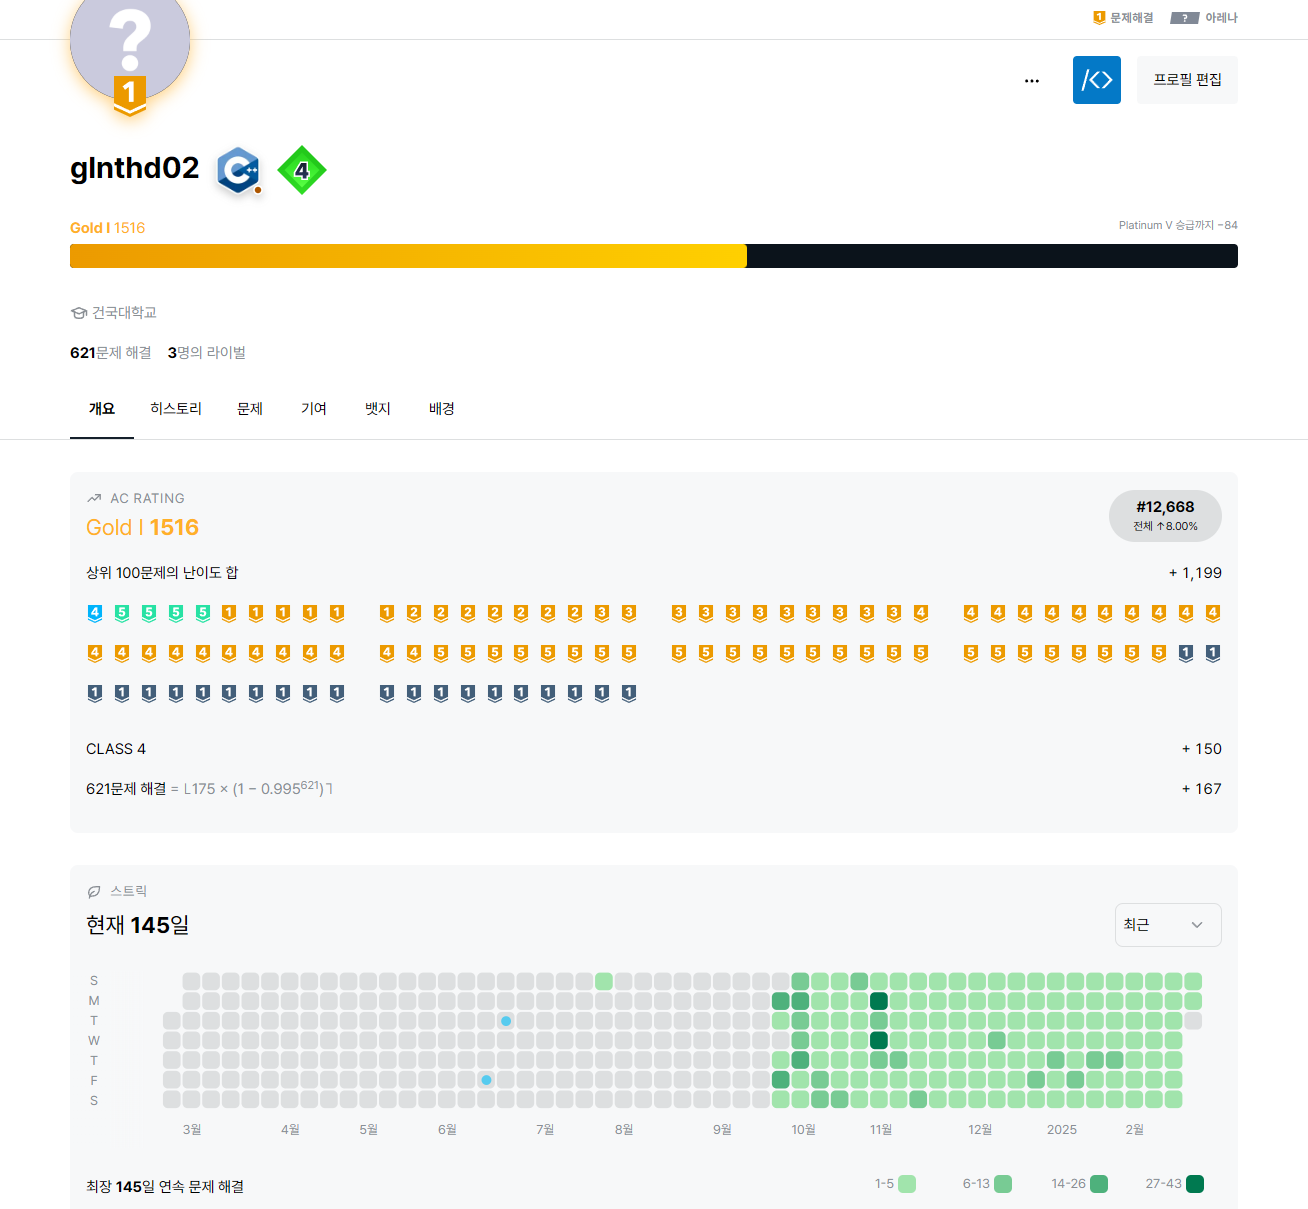 1 문제해결 ? 아레나
?
1
/<> 프로필 편집
glnthd02 C++ 4
Gold I 1516
Platinum V 승급까지 −84
건국대학교
621문제 해결 3명의 라이벌
개요 히스토리 문제 기여 뱃지 배경
AC RATING
Gold I 1516
#12,668
전체 ↑8.00%
상위 100문제의 난이도 합 + 1,199
4 5 5 5 5 1 1 1 1 1 1 2 2 2 2 2 2 2 3 3 3 3 3 3 3 3 3 3 3 4 4 4 4 4 4 4 4 4 4 4
4 4 4 4 4 4 4 4 4 4 4 4 5 5 5 5 5 5 5 5 5 5 5 5 5 5 5 5 5 5 5 5 5 5 5 5 5 5 1 1
1 1 1 1 1 1 1 1 1 1 1 1 1 1 1 1 1 1 1 1
CLASS 4 + 150
621문제 해결 = ⌊175 × (1 − 0.995^621)⌉ + 167
스트릭
현재 145일
최근
S
M
T
W
T
F
S
3월 4월 5월 6월 7월 8월 9월 10월 11월 12월 2025 2월
최장 145일 연속 문제 해결
1-5 6-13 14-26 27-43